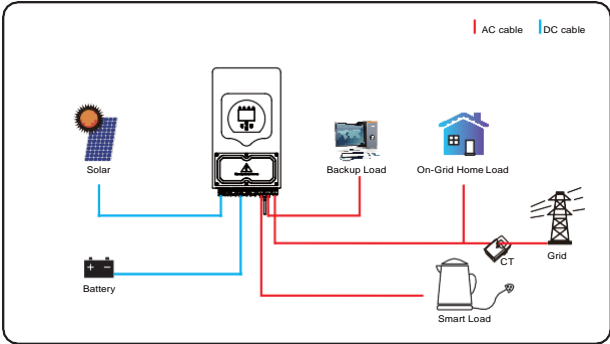 AC cable
DC cable
Solar
Backup Load
On-Grid Home Load
CT
Grid
Battery
Smart Load